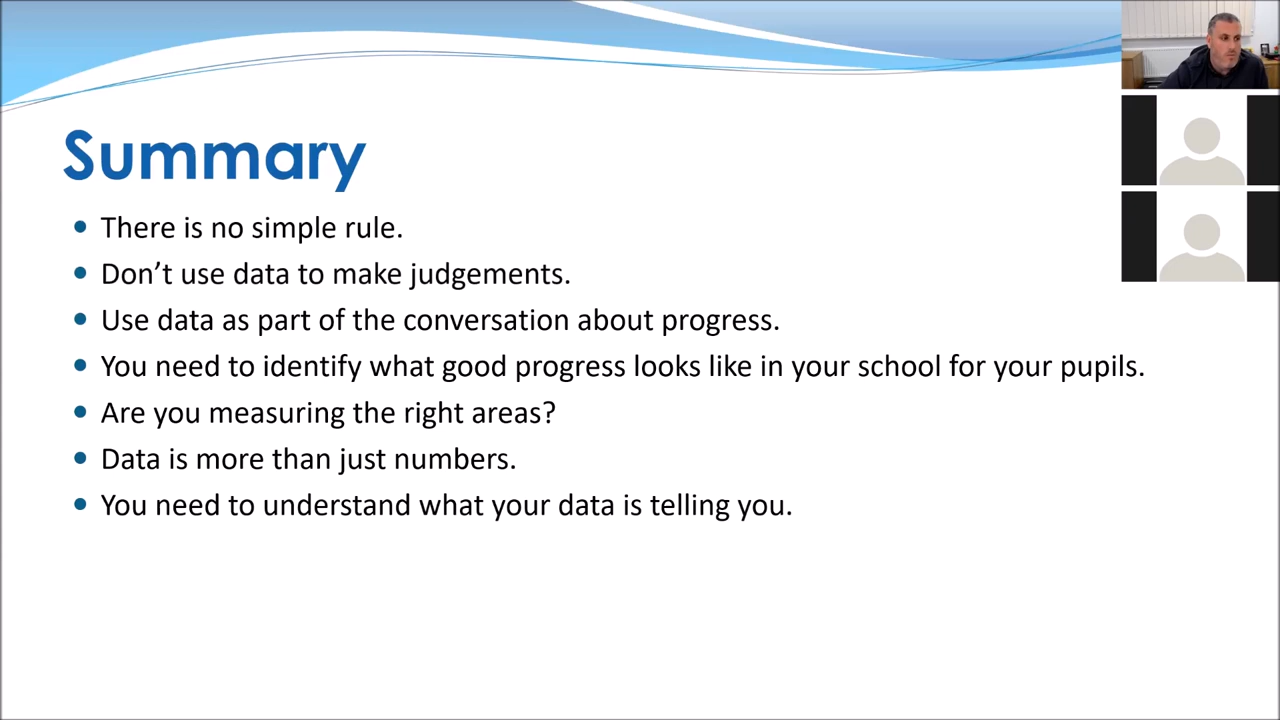 Summary
There is no simple rule.
Don’t use data to make judgements.
Use data as part of the conversation about progress.
You need to identify what good progress looks like in your school for your pupils.
Are you measuring the right areas?
Data is more than just numbers.
You need to understand what your data is telling you.